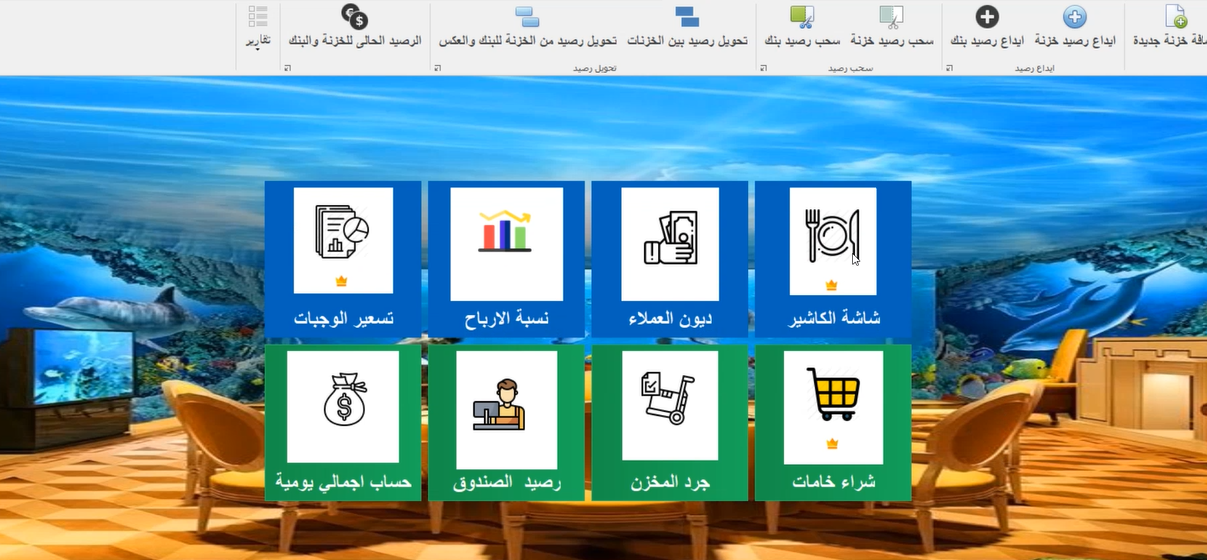 افة خزنة جديدة
ايداع رصيد خزنة
ايداع رصيد بنك
سحب رصيد خزنة
سحب رصيد بنك
تحويل رصيد بين الخزنات
تحويل رصيد من الخزنة للبنك والعكس
الرصيد الحالى للخزنة والبنك
تقارير
ايداع رصيد
سحب رصيد
تحويل رصيد
شاشة الكاشير
ديون العملاء
نسبة الارباح
تسعير الوجبات
شراء خامات
جرد المخزن
رصيد الصندوق
حساب اجمالي يومية